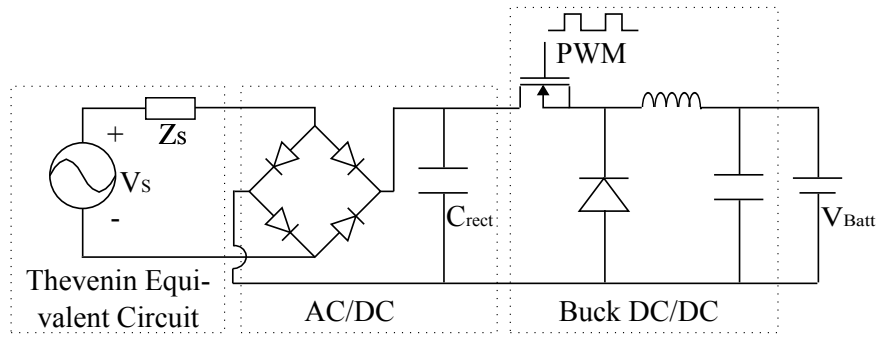 PWM
+
Zs
Vs
-
Crect
VBatt
Thevenin Equi-
valent Circuit
AC/DC
Buck DC/DC